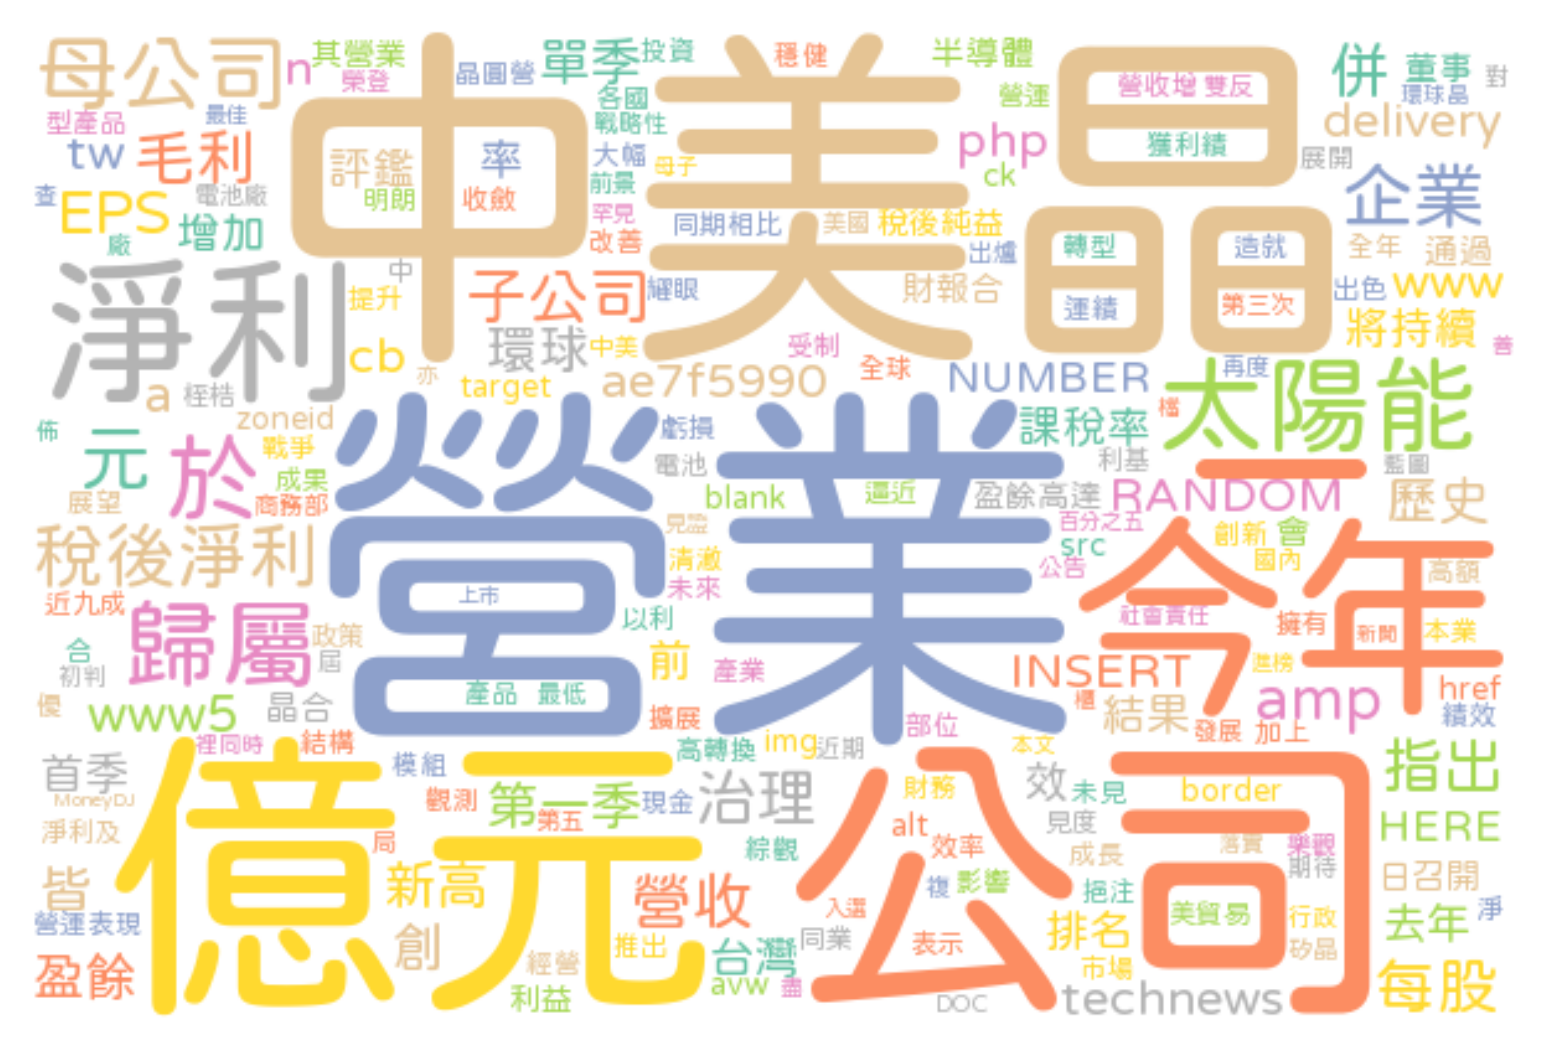 母公司
n
其營業
榮登
晶圓營
單季
投資
穩健
半導體
併
董事
對
環球晶
中美晶
營收增
雙反
型產品
最佳
各國
戰略性
營運
獲利績
delivery
tw
毛利
評鑑
率
大幅
母子
php
ck
展開
查
EPS
電池廠
明朗
收斂
前景
罕見
企業
廠
增加
改善
同期相比
美國
稅後純益
出爐
轉型
造就
全年
通過
淨利
中
提升
子公司
耀眼
財報合
運績
第三次
出色
www
將持續
善
cb
環球
中美
受制
全球
再度
亦
target
ae7f5990
NUMBER
太陽能
a
桎梏
zoneid
佈
元
於
戰爭
成果
商務部
展望
營業
虧損
電池
blank
逼近
課稅率
檔
利基
盈餘高達
RANDOM
藍圖
歷史
稅後淨利
見證
清澈
未來
百分之五
src
公告
創新
會
國內
高額
今年
近九成
歸屬
政策
屆
上市
以利
社會責任
擁有
新聞
本業
合
初判
前
產業
INSERT
進榜
優
www5
晶合
產品
最低
擴展
部位
櫃
結果
amp
href
績效
發展
加上
裡同時
結構
首季
MoneyDJ
模組
高轉換
img
近期
本文
指出
億元
觀測
第一季
第五
現金
治理
財務
效
未見
border
公司
淨利及
局
綜觀
alt
效率
見度
成長
落實
樂觀
期待
HERE
皆
新高
營收
複
影響
挹注
日召開
營運表現
創
入選
排名
美貿易
行政
去年
淨
盈餘
經營
推出
台灣
同業
表示
市場
矽晶
利益
avw
盡
DOC
technews
每股